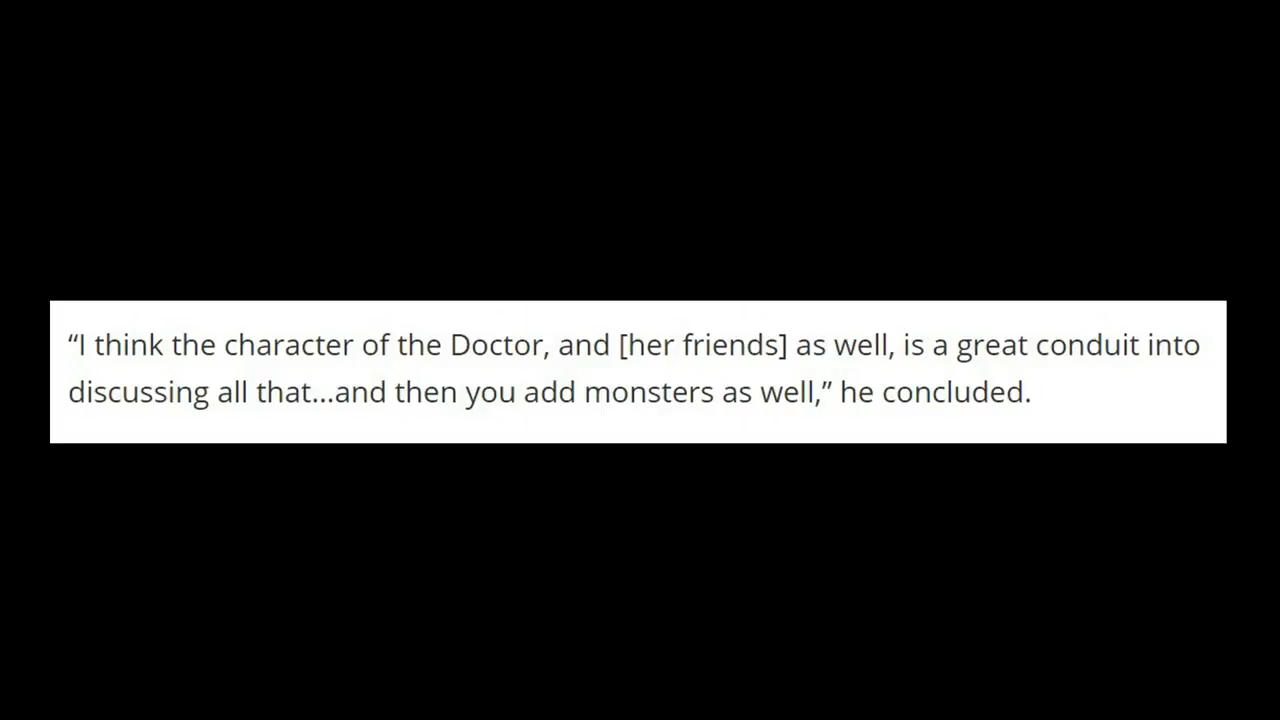 “I think the character of the Doctor, and [her friends] as well, is a great conduit into
discussing all that...and then you add monsters as well,” he concluded.